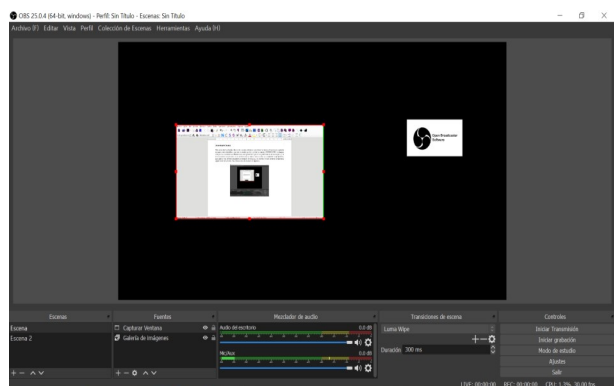 OBS 25.0.4 (64-bit, windows) - Perfil: Sin Título - Escenas: Sin Título
Archivo (F) Editar Vista Perfil Colección de Escenas Herramientas Ayuda (H)
Open Broadcaster
Software
Escenas Fuentes Mezclador de audio Transiciones de escena Controles
Escena
Escena 2
Capturar Ventana
Galería de Imágenes
Audio del escritorio 0.0 dB
Mic/Aux 0.0 dB
Luma Wipe
Duración 300 ms
Iniciar Transmisión
Iniciar grabación
Modo de estudio
Ajustes
Salir
LIVE: 00:00:00 REC: 00:00:00 CPU: 1.2%, 30.00 fps